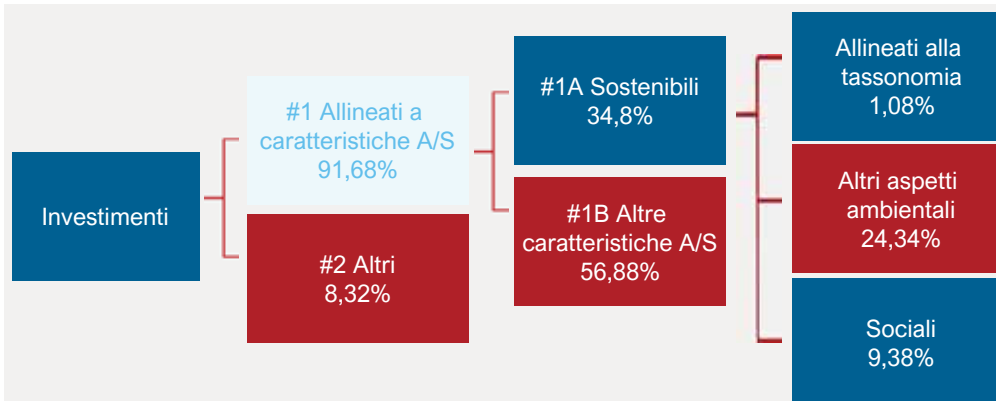 Investimenti
#1 Allineati a
caratteristiche A/S
91,68%
#2 Altri
8,32%
#1A Sostenibili
34,8%
#1B Altre
caratteristiche A/S
56,88%
Allineati alla
tassonomia
1,08%
Altri aspetti
ambientali
24,34%
Sociali
9,38%